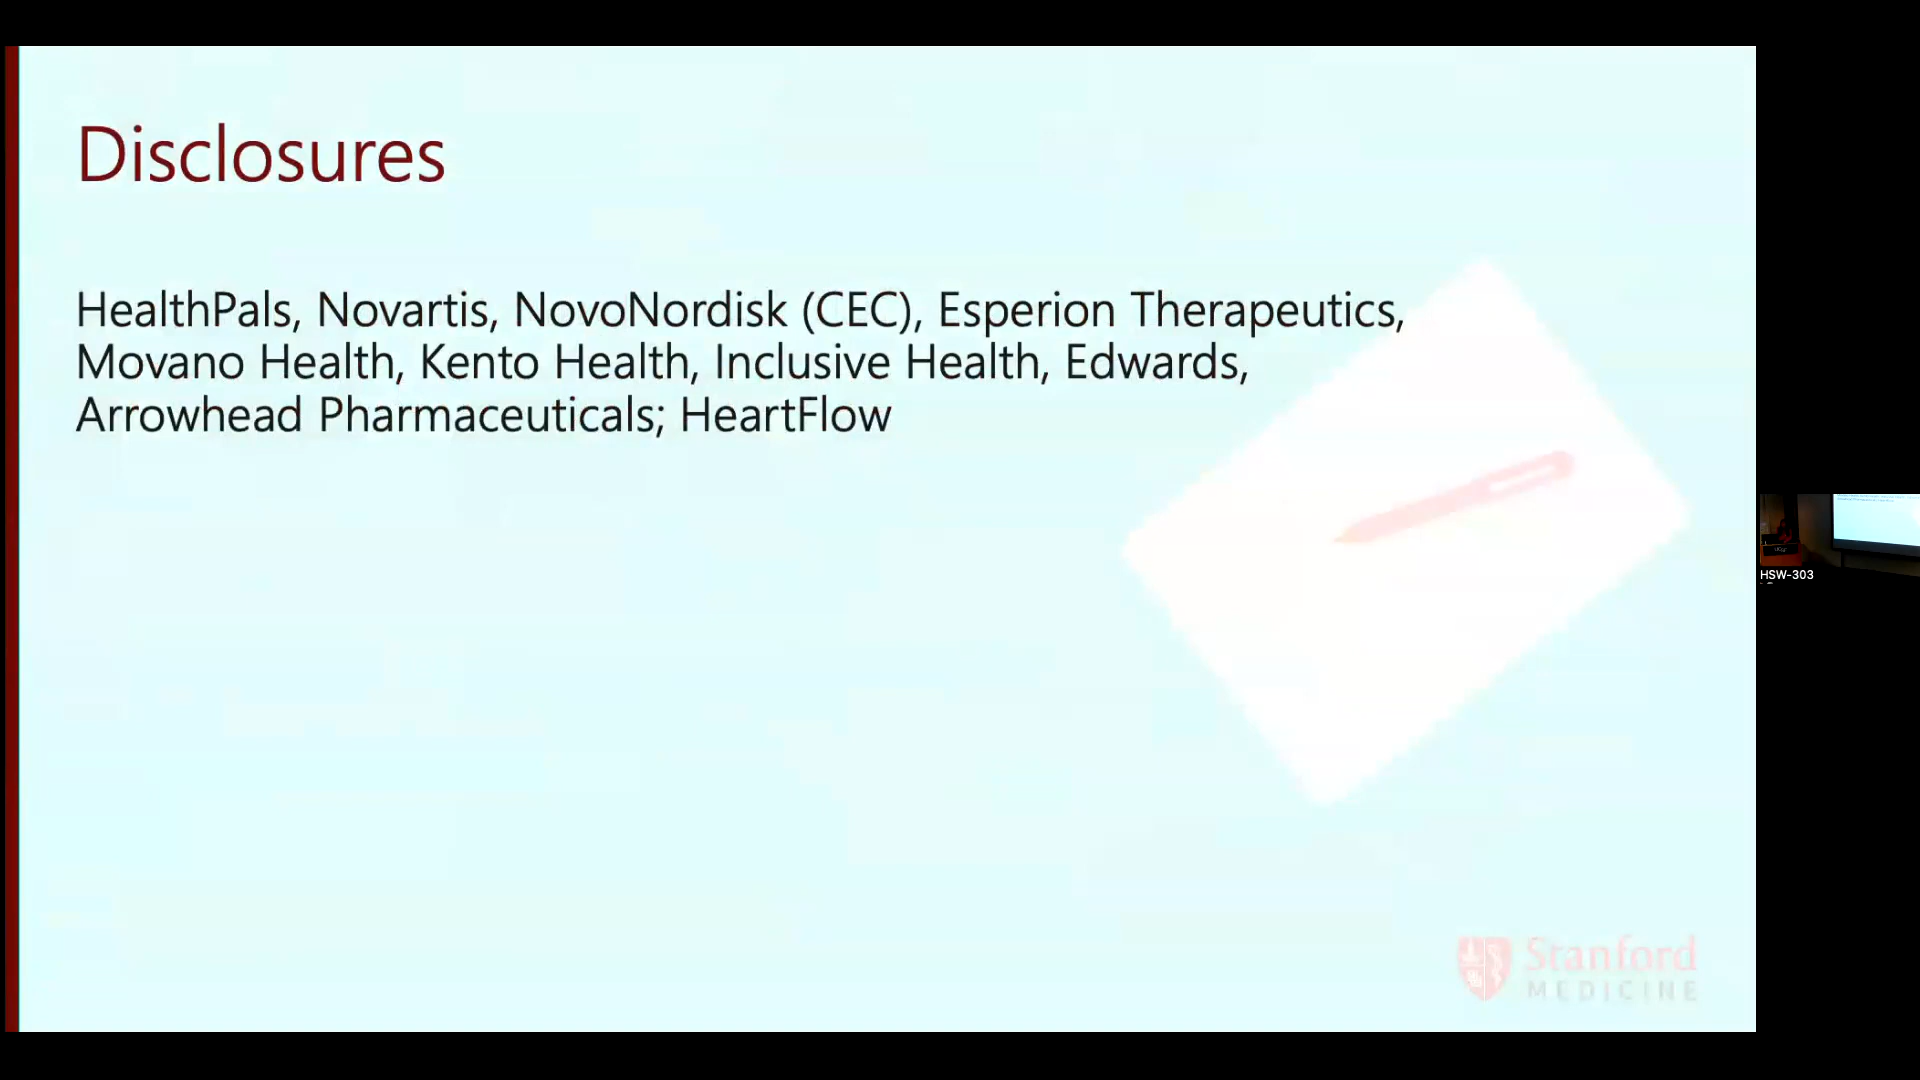 Disclosures
HealthPals, Novartis, NovoNordisk (CEC), Esperion Therapeutics,
Movano Health, Kento Health, Inclusive Health, Edwards,
Arrowhead Pharmaceuticals; HeartFlow
Stanford
MEDICINE
HSW-303